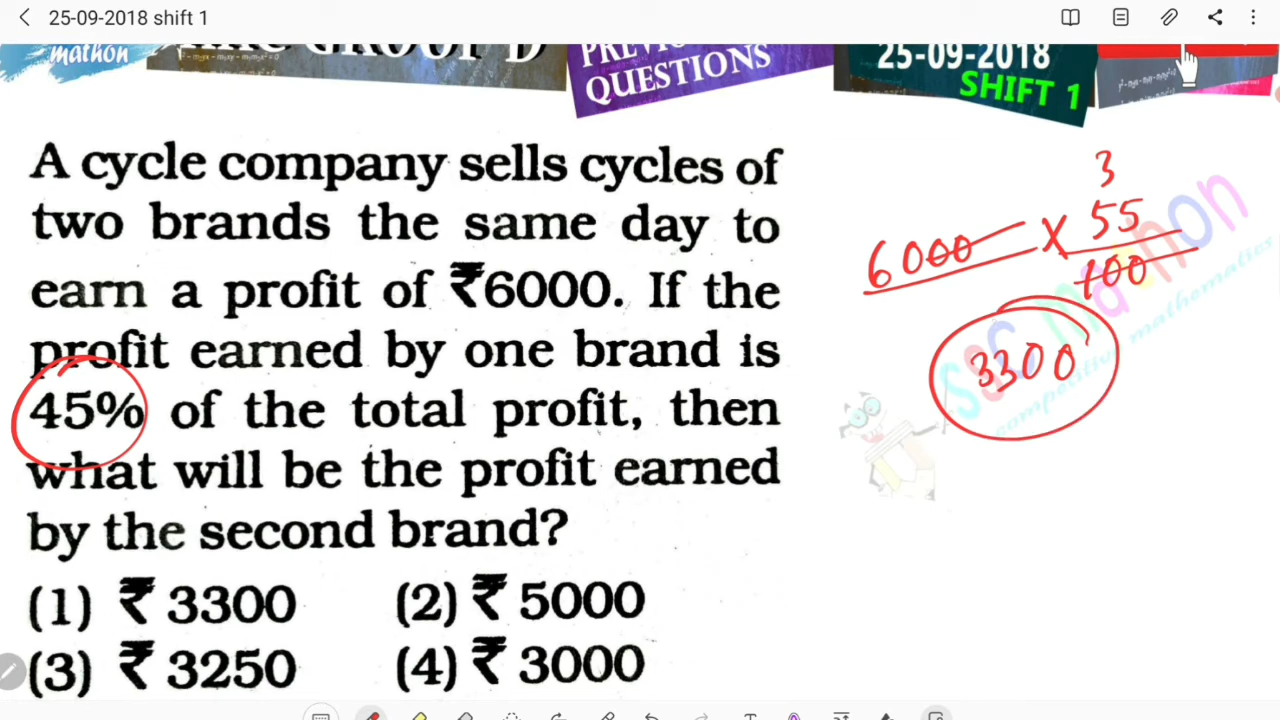 25-09-2018 shift 1
mathon
GROUP D
QUESTIONS
25-09-2018
SHIFT 1
A cycle company sells cycles of
two brands the same day to
earn a profit of ₹6000. If the
profit earned by one brand is
45% of the total profit, then
what will be the profit earned
by the second brand?
(1) ₹ 3300 (2) ₹ 5000
(3) ₹ 3250 (4) ₹ 3000
3
6000 × 55
100
3300
SSC mathon